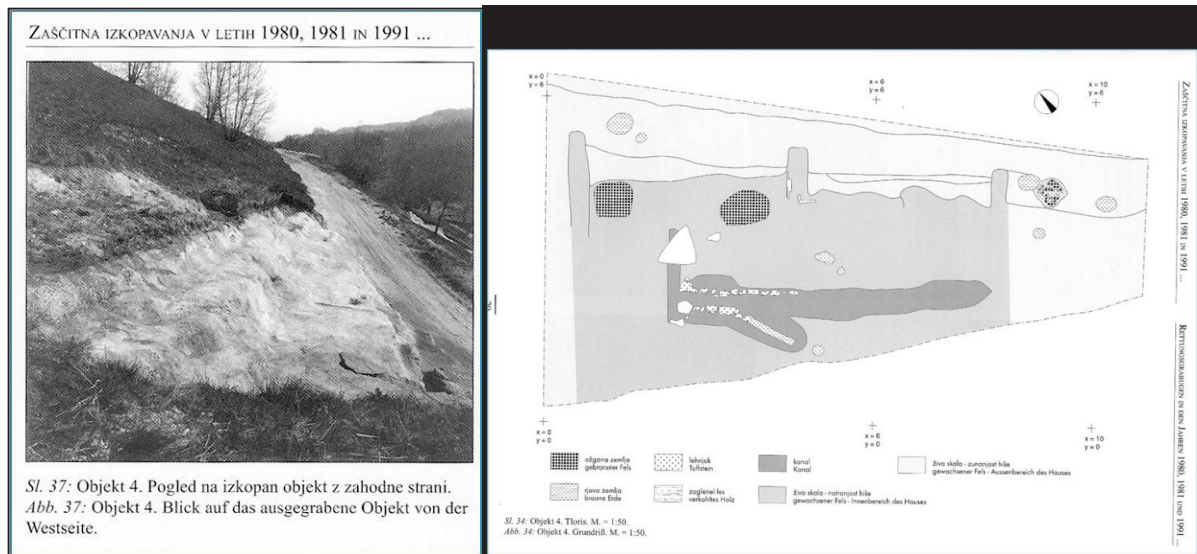 ZAŠČITNA IZKOPAVANJA V LETIH 1980, 1981 IN 1991 ...
Sl. 37: Objekt 4. Pogled na izkopan objekt z zahodne strani.
Abb. 37: Objekt 4. Blick auf das ausgegrabene Objekt von der
Westseite.
x = 0
y = 6
x = 6
y = 6
x = 10
y = 6
x = 0
y = 0
x = 6
y = 0
x = 10
y = 0
ožgana zemlja
gebrannter Fels
lehnjak
Tuffstein
kanal
Kanal
živa skala - zunanjost hiše
gewachsener Fels - Aussenbereich des Hauses
rjava zemlja
braune Erde
zoglenel les
verkohltes Holz
živa skala - notranjost hiše
gewachsener Fels - Innenbereich des Hauses
Sl. 34: Objekt 4. Tloris. M. = 1:50.
Abb. 34: Objekt 4. Grundriß. M. = 1:50.
ZAŠČITNA IZKOPAVANJA V LETIH 1980, 1981 IN 1991 ...
RETTUNGSGRABUGEN IN DEN JAHREN 1980, 1981 UND 1991 ...